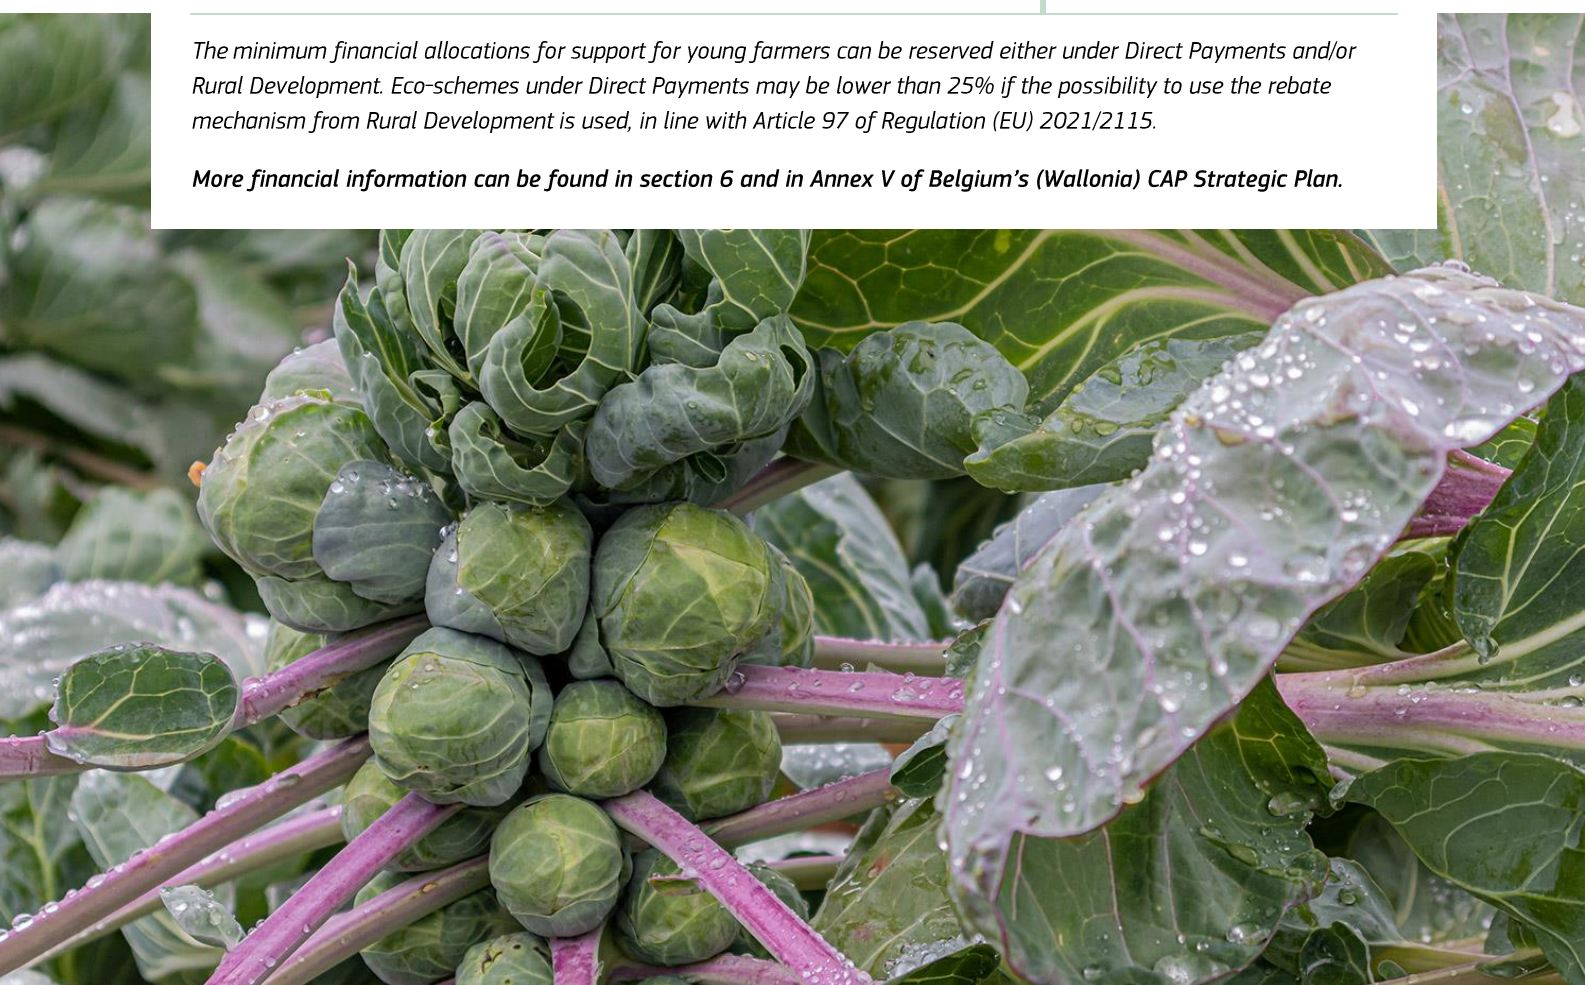 The minimum financial allocations for support for young farmers can be reserved either under Direct Payments and/or
Rural Development. Eco-schemes under Direct Payments may be lower than 25% if the possibility to use the rebate
mechanism from Rural Development is used, in line with Article 97 of Regulation (EU) 2021/2115.
More financial information can be found in section 6 and in Annex V of Belgium's (Wallonia) CAP Strategic Plan.